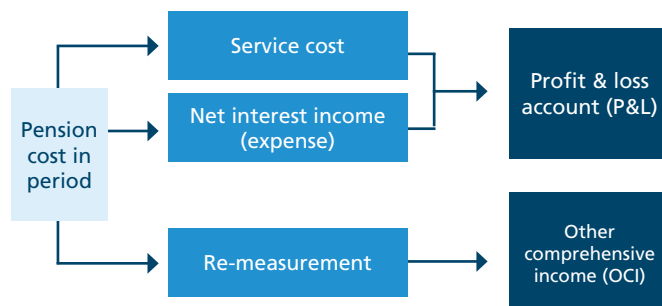 Pension
cost in
period
Service cost
Net interest income
(expense)
Re-measurement
Profit & loss
account (P&L)
Other
comprehensive
income (OCI)